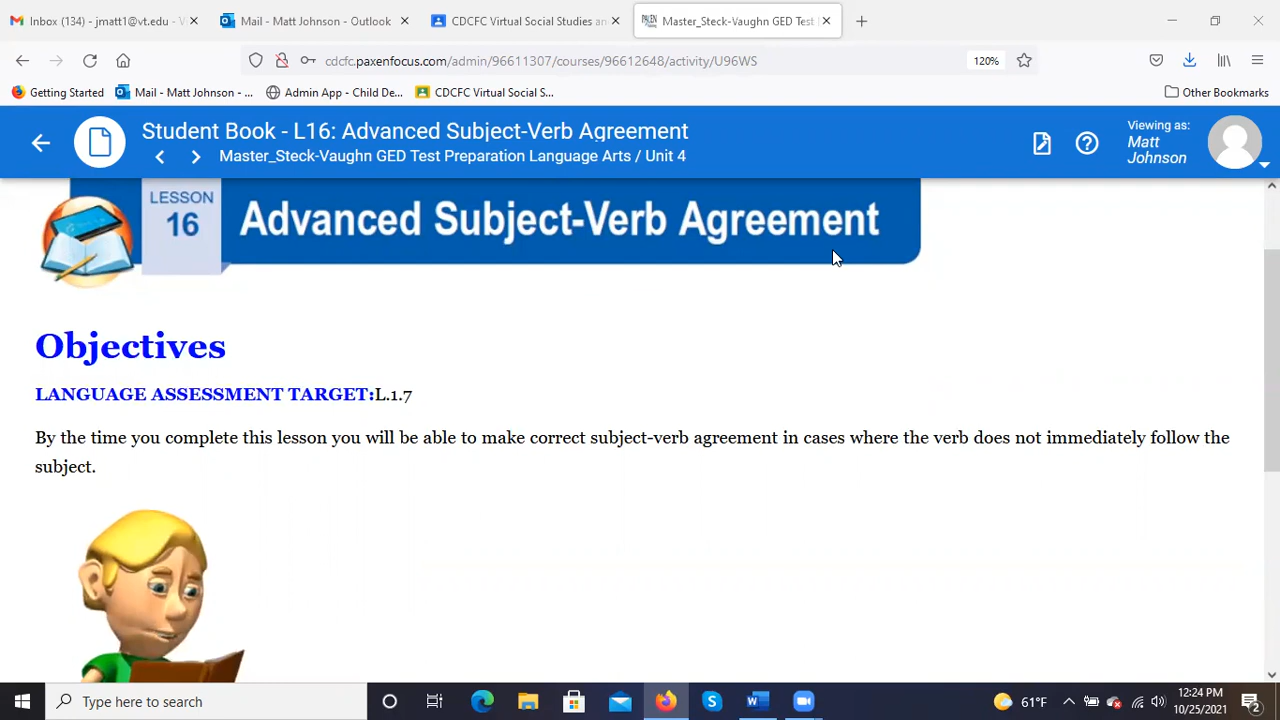 Inbox (134) - jmatt1@vt.edu - V
Mail - Matt Johnson - Outlook
CDCFC Virtual Social Studies an
PAXEN
Master_Steck-Vaughn GED Test
cdcfc.paxenfocus.com/admin/96611307/courses/96612648/activity/U96WS
120%
Getting Started
Mail - Matt Johnson - ...
Admin App - Child De...
CDCFC Virtual Social S...
Other Bookmarks
Student Book - L16: Advanced Subject-Verb Agreement
Master_Steck-Vaughn GED Test Preparation Language Arts / Unit 4
Viewing as:
Matt
Johnson
LESSON
16
Advanced Subject-Verb Agreement
Objectives
LANGUAGE ASSESSMENT TARGET:L.1.7
By the time you complete this lesson you will be able to make correct subject-verb agreement in cases where the verb does not immediately follow the
subject.
Type here to search
61°F
12:24 PM
10/25/2021
2